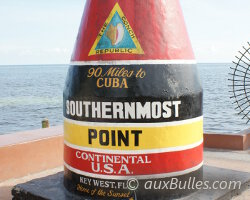 THE CONCH
REPUBLIC
90 Miles to
CUBA
SOUTHERNMOST
POINT
CONTINENTAL
U.S.A.
KEY WEST, FL
Home of the Sunset
© auxBulles.com